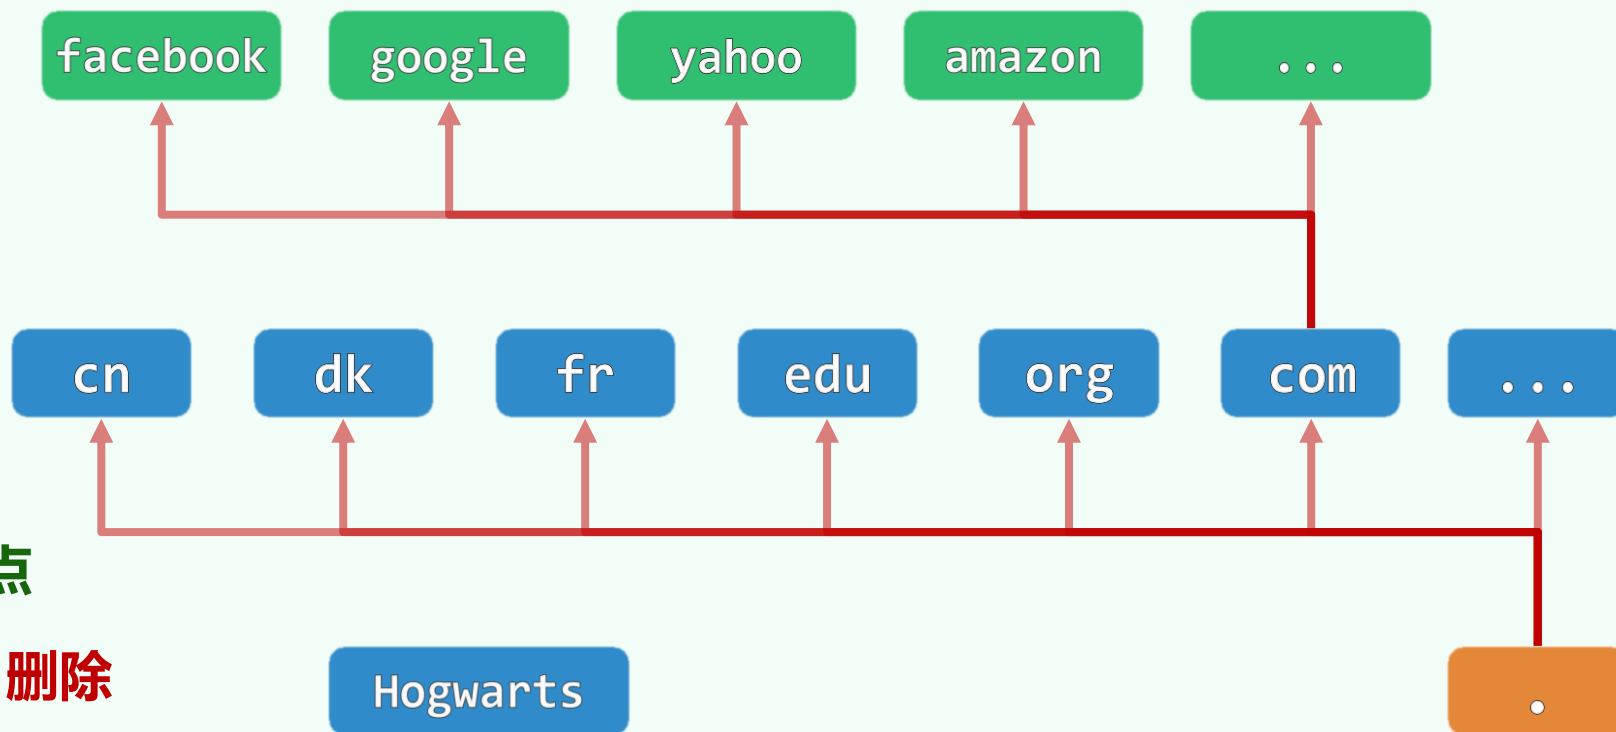 facebook google yahoo amazon ...
cn dk fr edu org com ...
点
删除
Hogwarts .